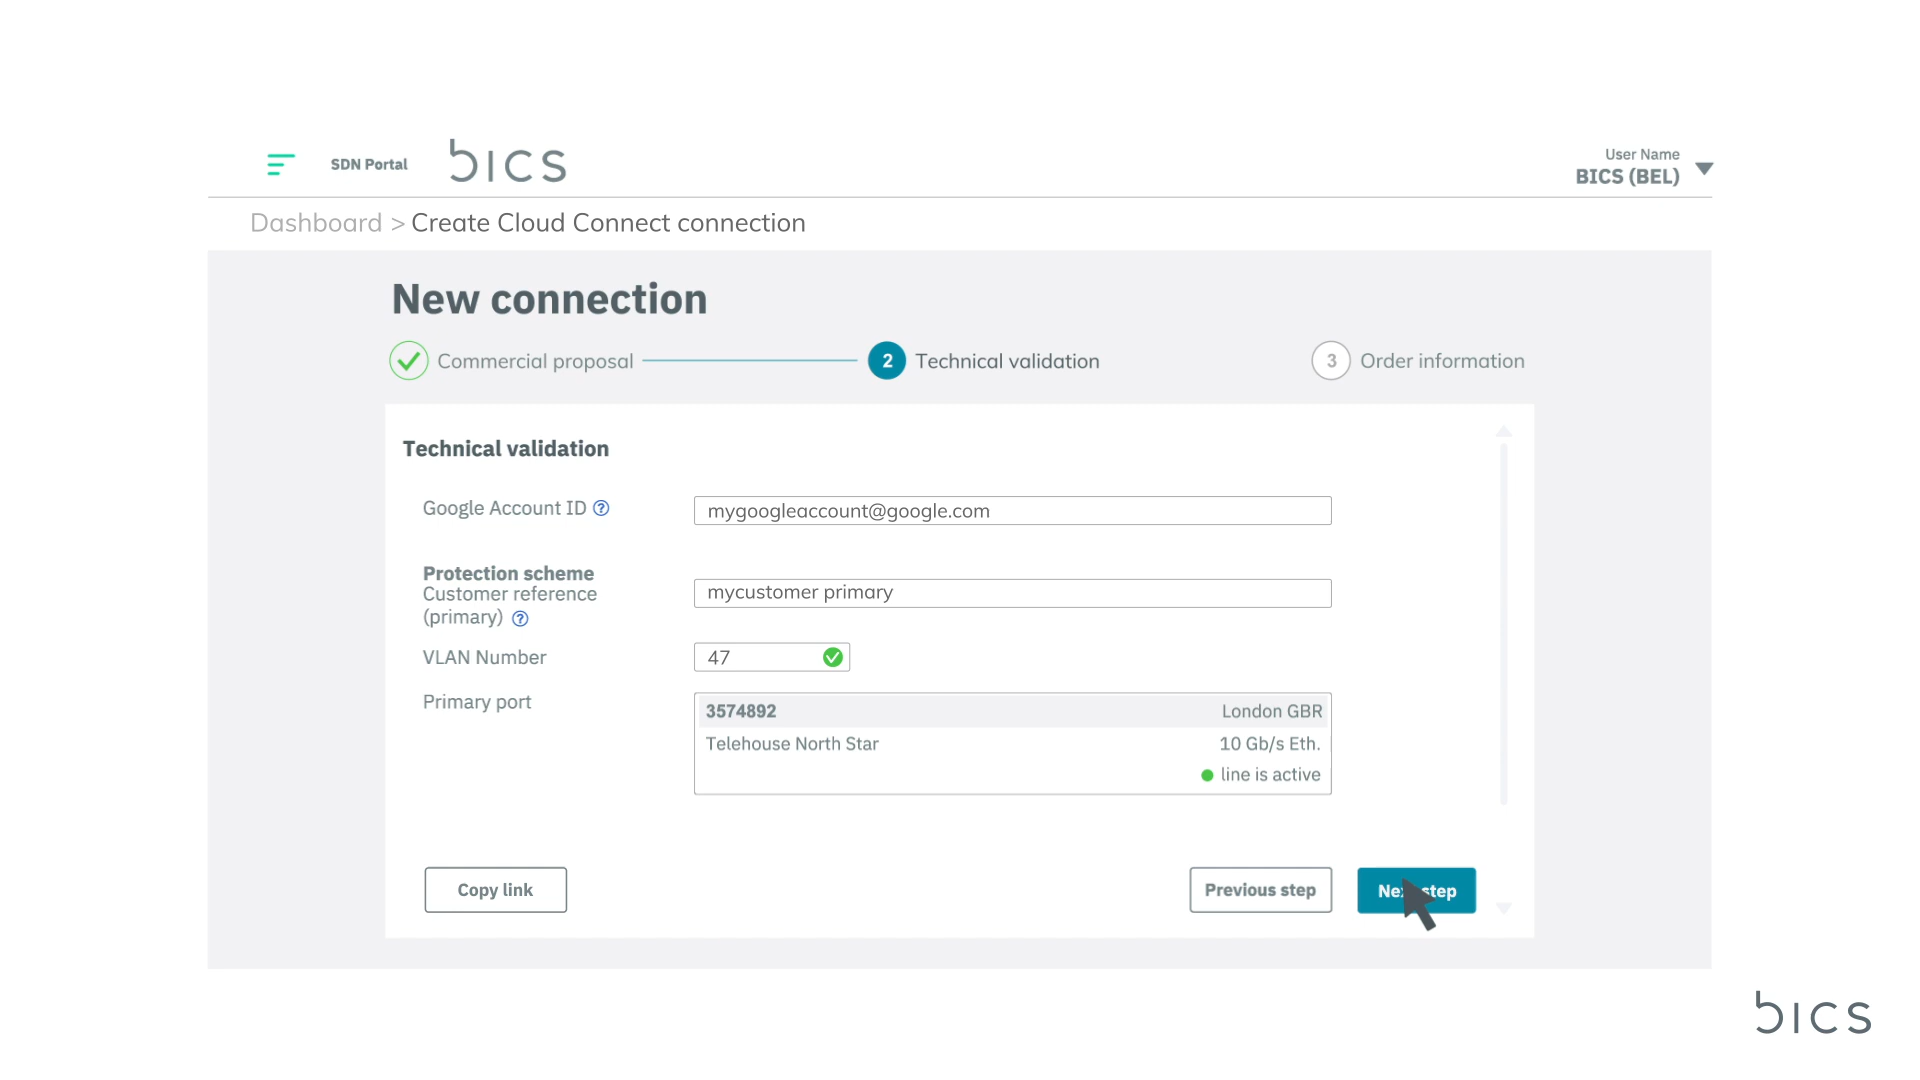 SDN Portal
bics
User Name
BICS (BEL)
Dashboard > Create Cloud Connect connection
New connection
Commercial proposal
2 Technical validation
3 Order information
Technical validation
Google Account ID ?
mygoogleaccount@google.com
Protection scheme
Customer reference
(primary) ?
mycustomer primary
VLAN Number
47
Primary port
3574892 London GBR
Telehouse North Star 10 Gb/s Eth.
line is active
Copy link
Previous step
Next step
bics